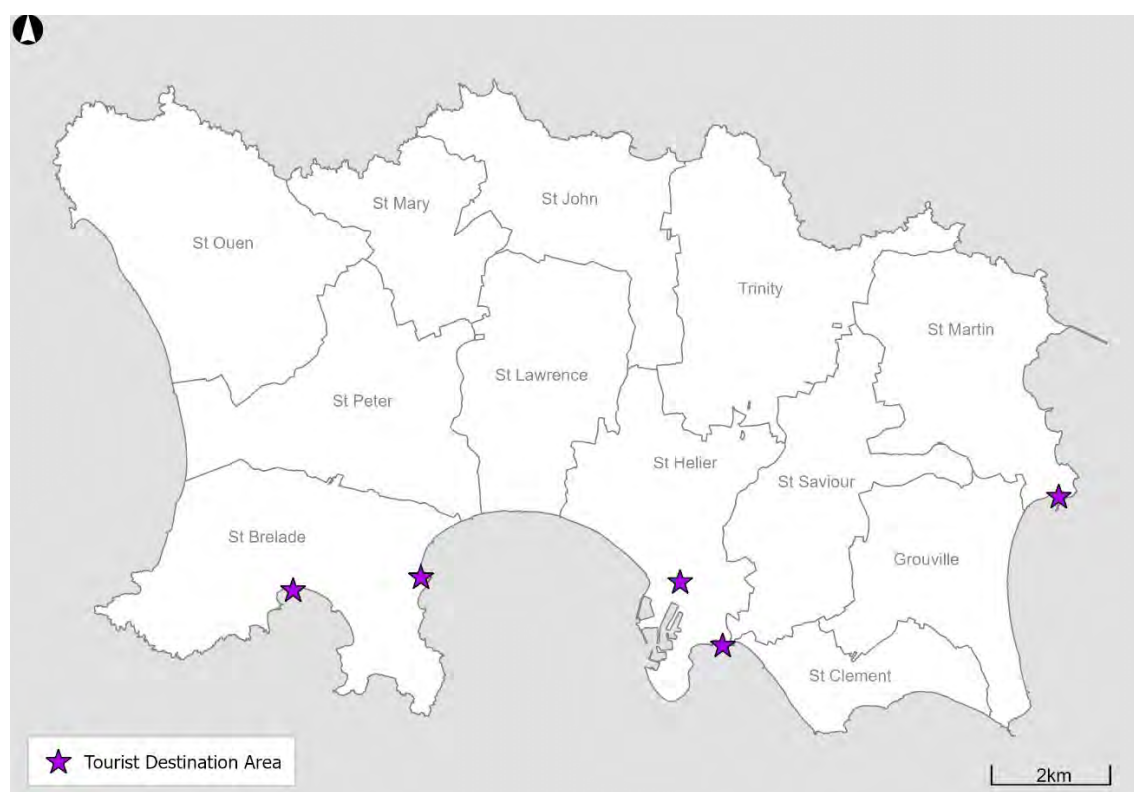 St Ouen
St Mary
St John
Trinity
St Martin
St Peter
St Lawrence
St Helier
St Saviour
St Brelade
Grouville
St Clement
Tourist Destination Area
2km